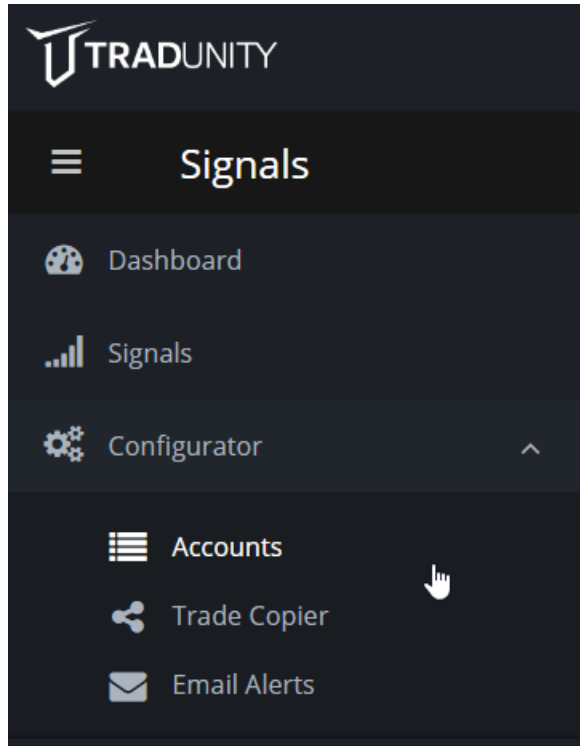 TRADUNITY
Signals
Dashboard
Signals
Configurator
Accounts
Trade Copier
Email Alerts